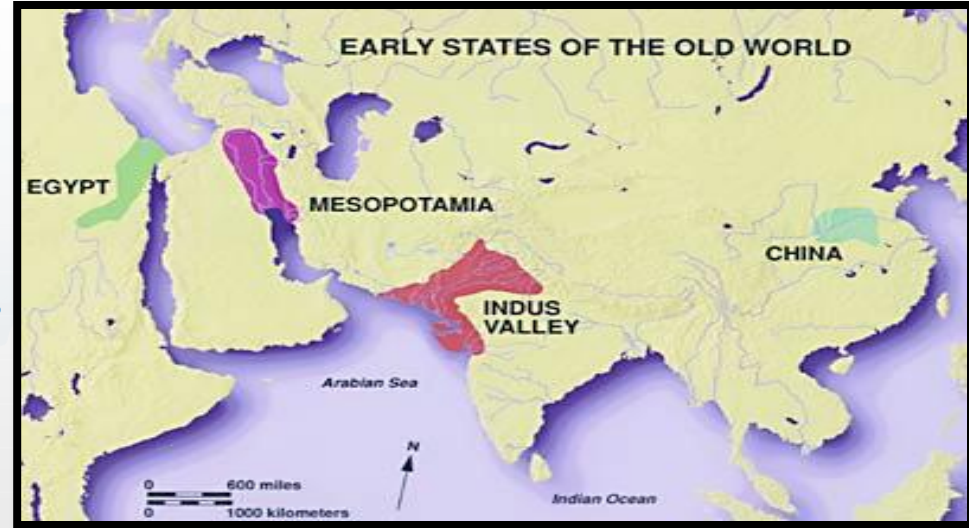 EARLY STATES OF THE OLD WORLD
EGYPT
MESOPOTAMIA
CHINA
INDUS
VALLEY
Arabian Sea
N
0 600 miles
0 1000 kilometers
Indian Ocean